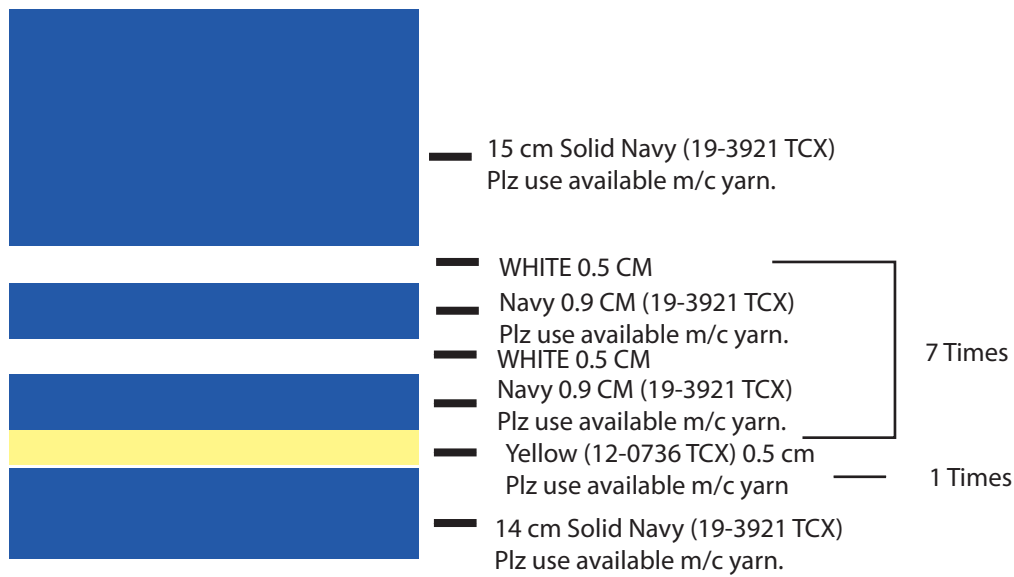 15 cm Solid Navy (19-3921 TCX)
Plz use available m/c yarn.
WHITE 0.5 CM
Navy 0.9 CM (19-3921 TCX)
Plz use available m/c yarn.
WHITE 0.5 CM
7 Times
Navy 0.9 CM (19-3921 TCX)
Plz use available m/c yarn.
Yellow (12-0736 TCX) 0.5 cm
Plz use available m/c yarn
1 Times
14 cm Solid Navy (19-3921 TCX)
Plz use available m/c yarn.